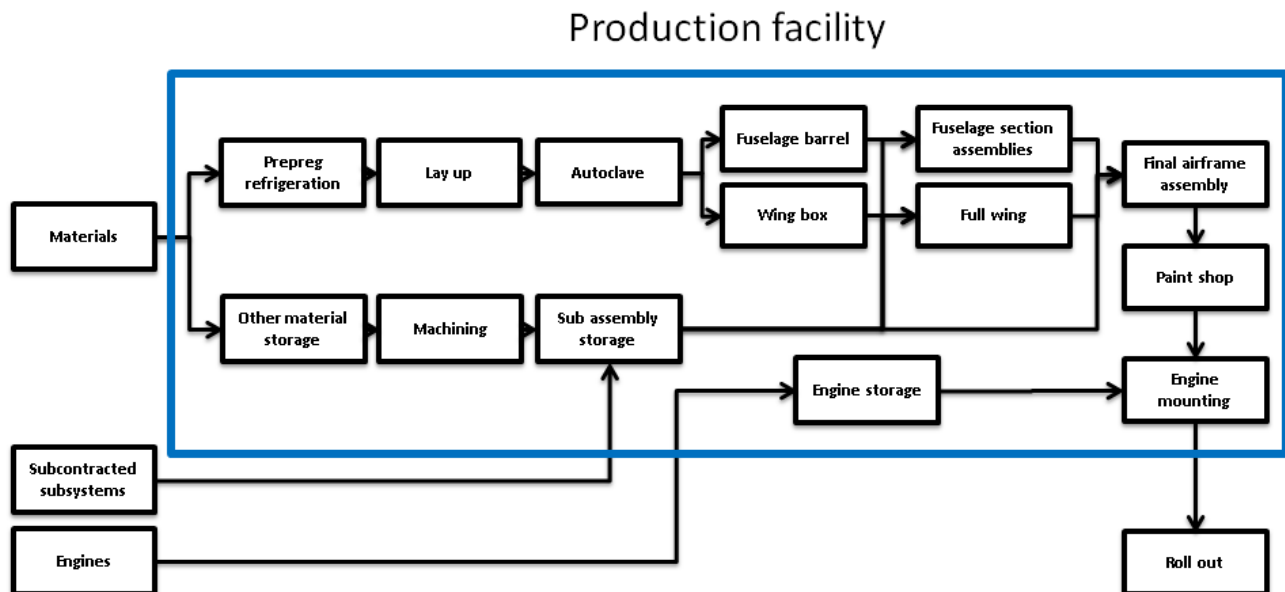 Production facility
Fuselage barrel
Fuselage section
assemblies
Prepreg
refrigeration
Lay up
Autoclave
Final airframe
assembly
Materials
Wing box
Full wing
Paint shop
Other material
storage
Machining
Sub assembly
storage
Engine storage
Engine
mounting
Subcontracted
subsystems
Engines
Roll out